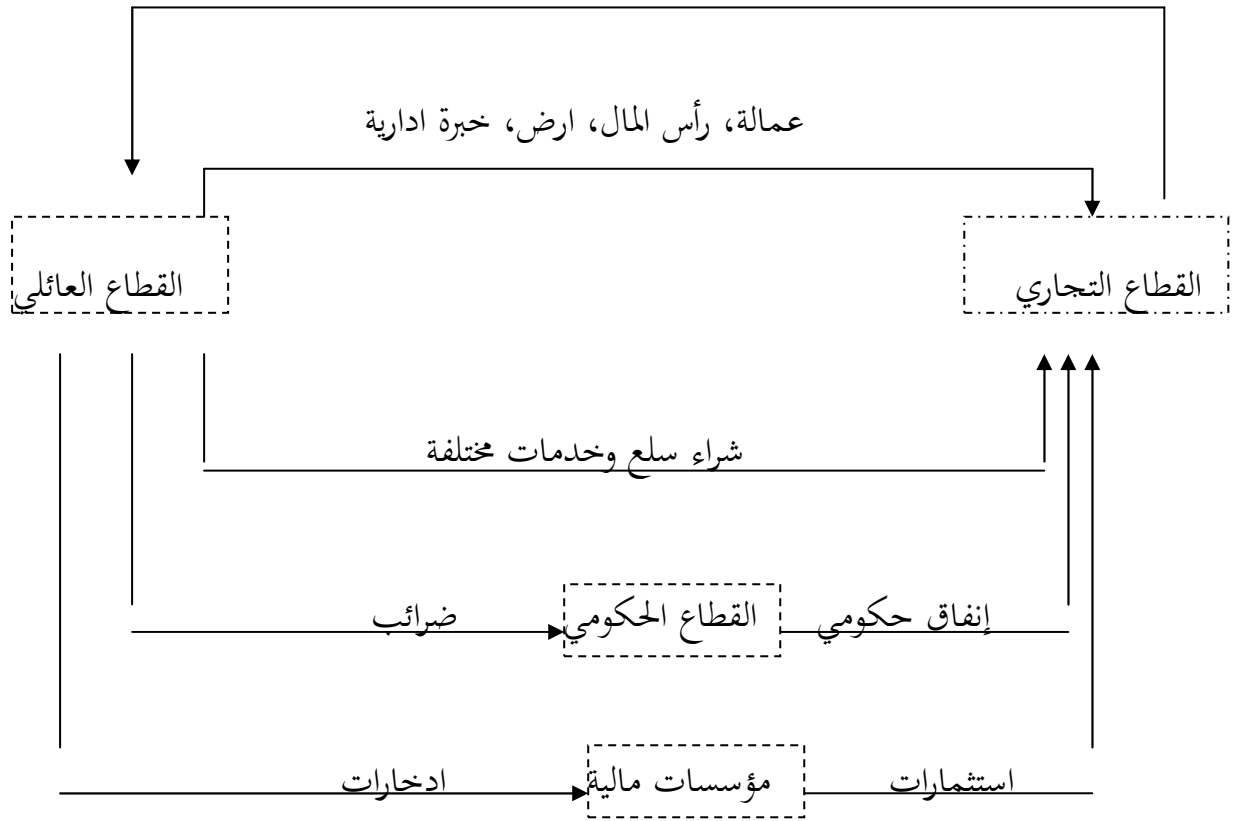 عمالة، رأس المال، ارض، خبرة ادارية
القطاع التجاري
القطاع العائلي
شراء سلع وخدمات مختلفة
إنفاق حكومي
القطاع الحكومي
ضرائب
استثمارات
مؤسسات مالية
ادخارات